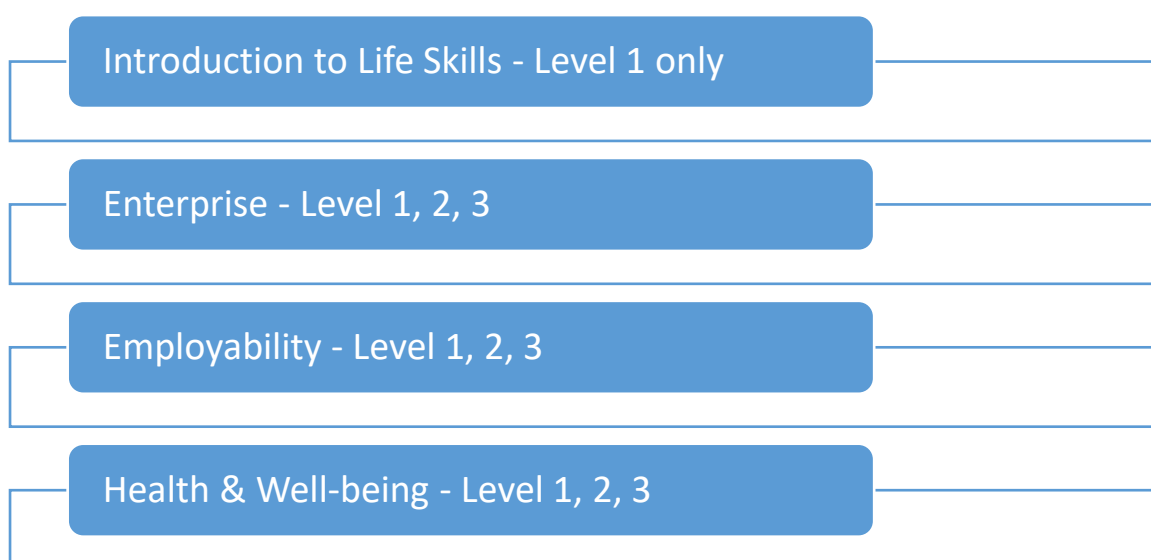 Introduction to Life Skills - Level 1 only
Enterprise - Level 1, 2, 3
Employability - Level 1, 2, 3
Health & Well-being - Level 1, 2, 3